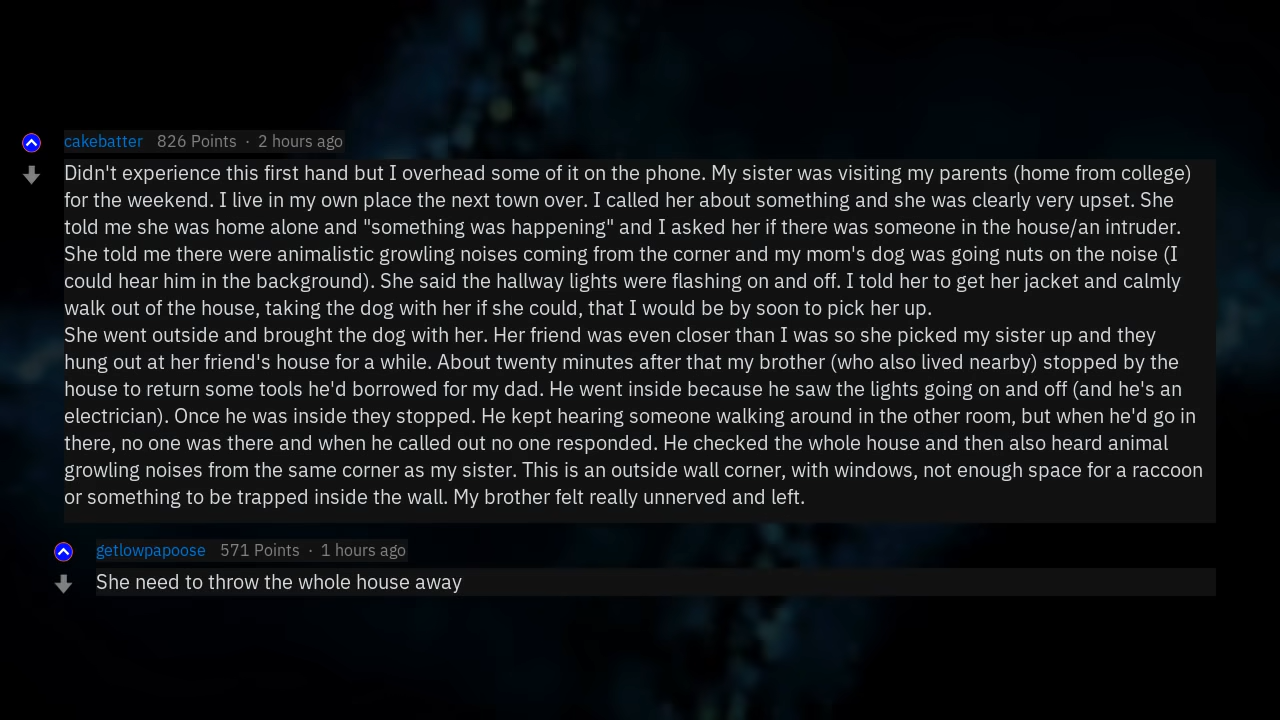 cakebatter 826 Points · 2 hours ago
Didn't experience this first hand but I overhead some of it on the phone. My sister was visiting my parents (home from college)
for the weekend. I live in my own place the next town over. I called her about something and she was clearly very upset. She
told me she was home alone and "something was happening" and I asked her if there was someone in the house/an intruder.
She told me there were animalistic growling noises coming from the corner and my mom's dog was going nuts on the noise (I
could hear him in the background). She said the hallway lights were flashing on and off. I told her to get her jacket and calmly
walk out of the house, taking the dog with her if she could, that I would be by soon to pick her up.
She went outside and brought the dog with her. Her friend was even closer than I was so she picked my sister up and they
hung out at her friend's house for a while. About twenty minutes after that my brother (who also lived nearby) stopped by the
house to return some tools he'd borrowed for my dad. He went inside because he saw the lights going on and off (and he's an
electrician). Once he was inside they stopped. He kept hearing someone walking around in the other room, but when he'd go in
there, no one was there and when he called out no one responded. He checked the whole house and then also heard animal
growling noises from the same corner as my sister. This is an outside wall corner, with windows, not enough space for a raccoon
or something to be trapped inside the wall. My brother felt really unnerved and left.
getlowpapoose 571 Points · 1 hours ago
She need to throw the whole house away